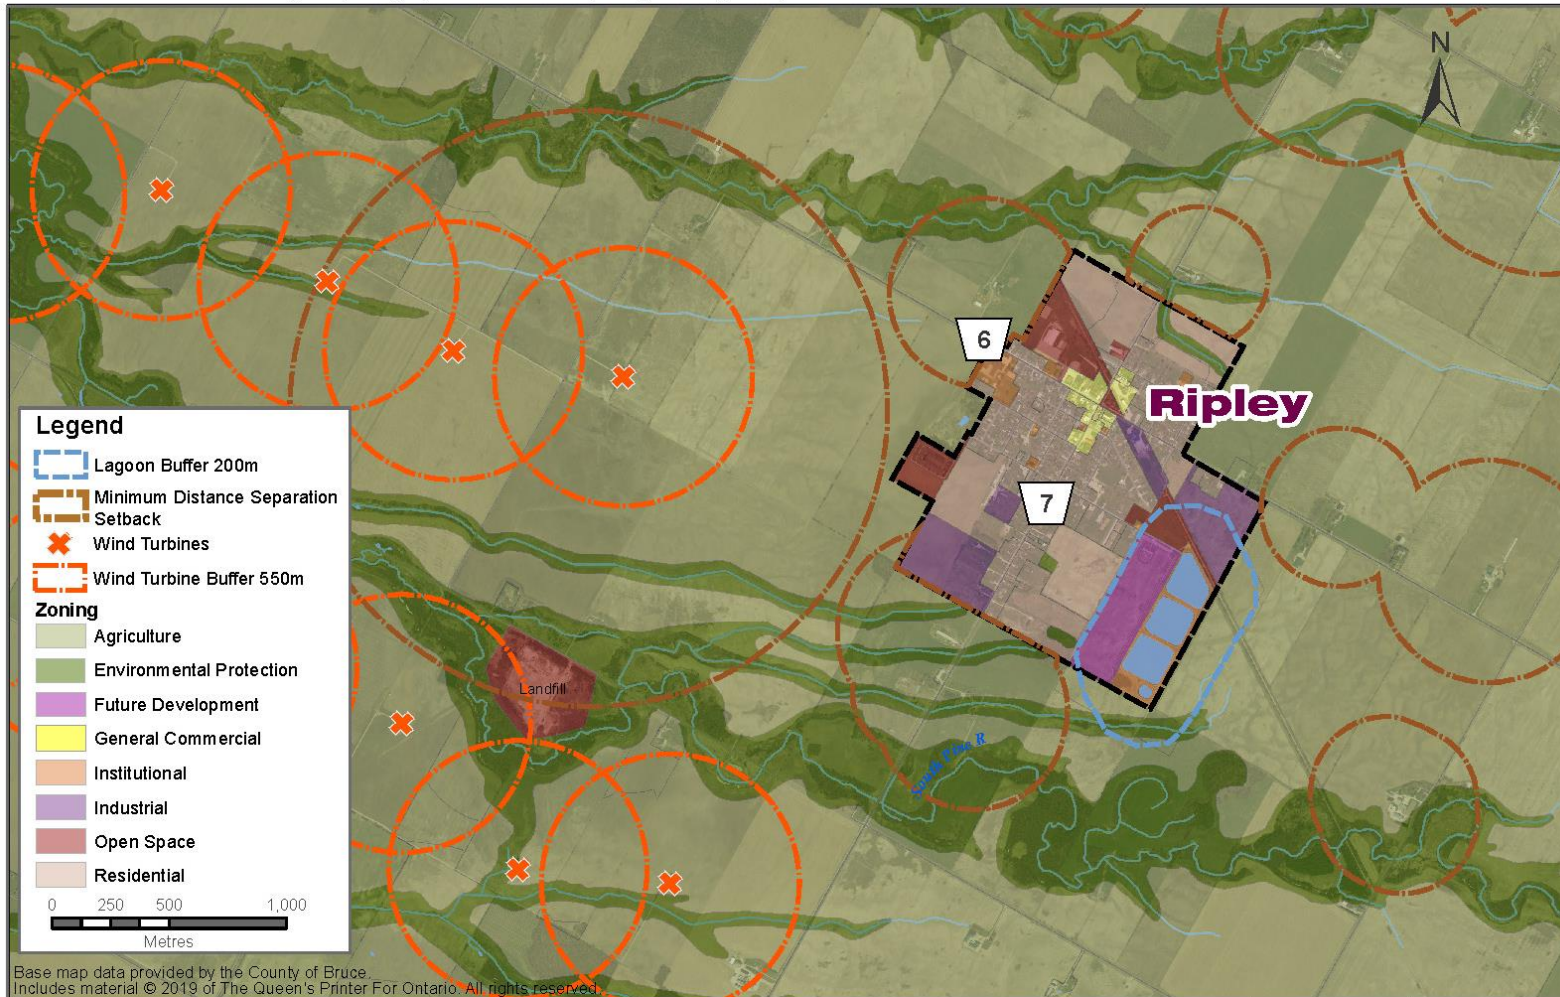 N
6
Ripley
7
Legend
Lagoon Buffer 200m
Minimum Distance Separation
Setback
Wind Turbines
Wind Turbine Buffer 550m
Zoning
Agriculture
Environmental Protection
Future Development
General Commercial
Institutional
Industrial
Open Space
Residential
0 250 500 1,000
Metres
Landfill
South Pine R
Base map data provided by the County of Bruce.
Includes material © 2019 of The Queen's Printer For Ontario. All rights reserved.